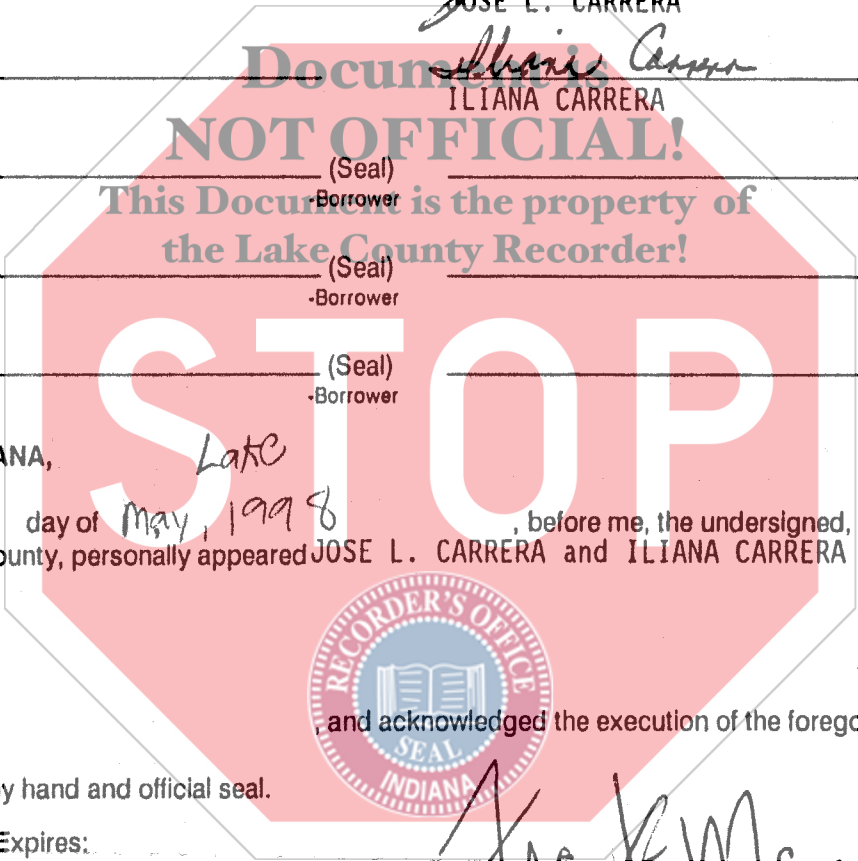 JOSE L. CARRERA
Document is
Iliana Carrera
ILIANA CARRERA
NOT OFFICIAL!
(Seal)
-Borrower
This Document is the property of
the Lake County Recorder!
(Seal)
-Borrower
STOP
(Seal)
-Borrower
ANA, Lake
day of May, 1998 , before me, the undersigned,
ounty, personally appeared JOSE L. CARRERA and ILIANA CARRERA
RECORDER'S OFFICE
, and acknowledged the execution of the forego
SEAL
INDIANA
y hand and official seal.
Expires: